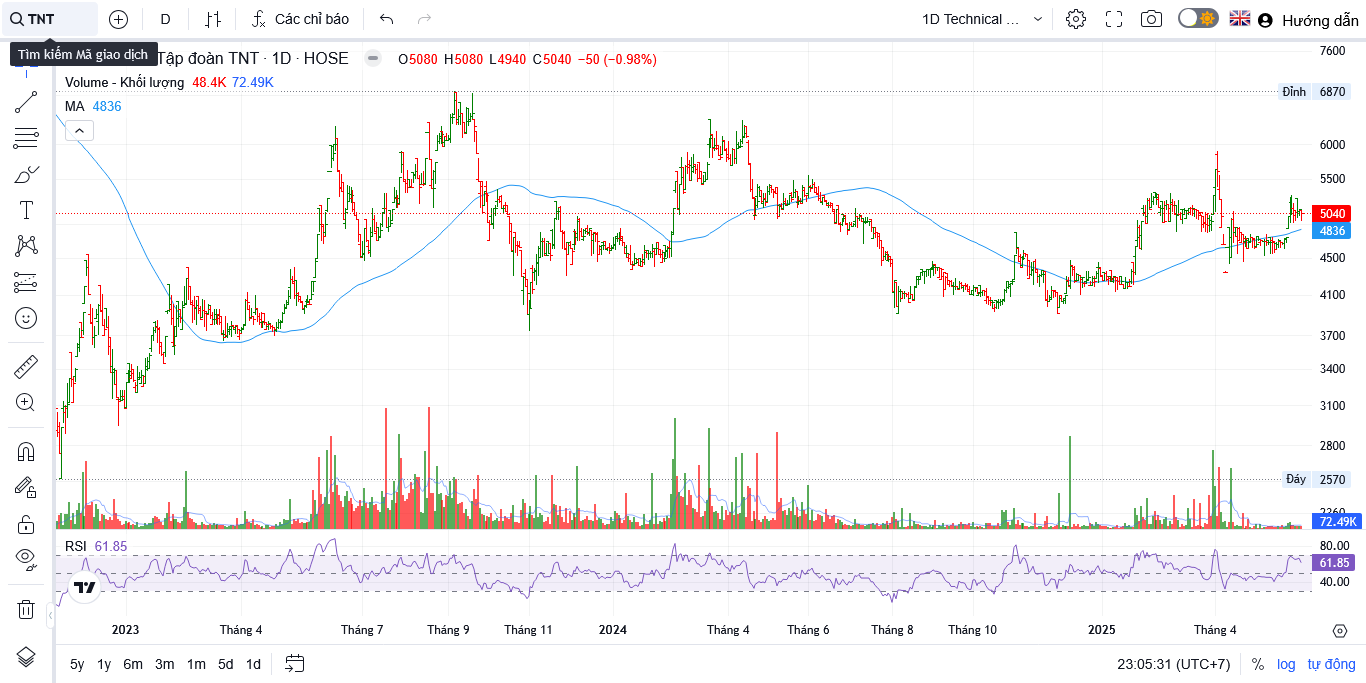 TNT
D
Các chỉ báo
1D Technical ...
Hướng dẫn
Tìm kiếm Mã giao dịch
Tập đoàn TNT · 1D · HOSE
O5080 H5080 L4940 C5040 −50 (−0.98%)
Volume - Khối lượng 48.4K 72.49K
MA 4836
7600
Đỉnh 6870
6000
5500
5040
4836
4500
4100
3700
3400
3100
2800
Đáy 2570
2260
72.49K
RSI 61.85
80.00
61.85
40.00
2023 Tháng 4 Tháng 7 Tháng 9 Tháng 11 2024 Tháng 4 Tháng 6 Tháng 8 Tháng 10 2025 Tháng 4
5y 1y 6m 3m 1m 5d 1d
23:05:31 (UTC+7) % log tự động